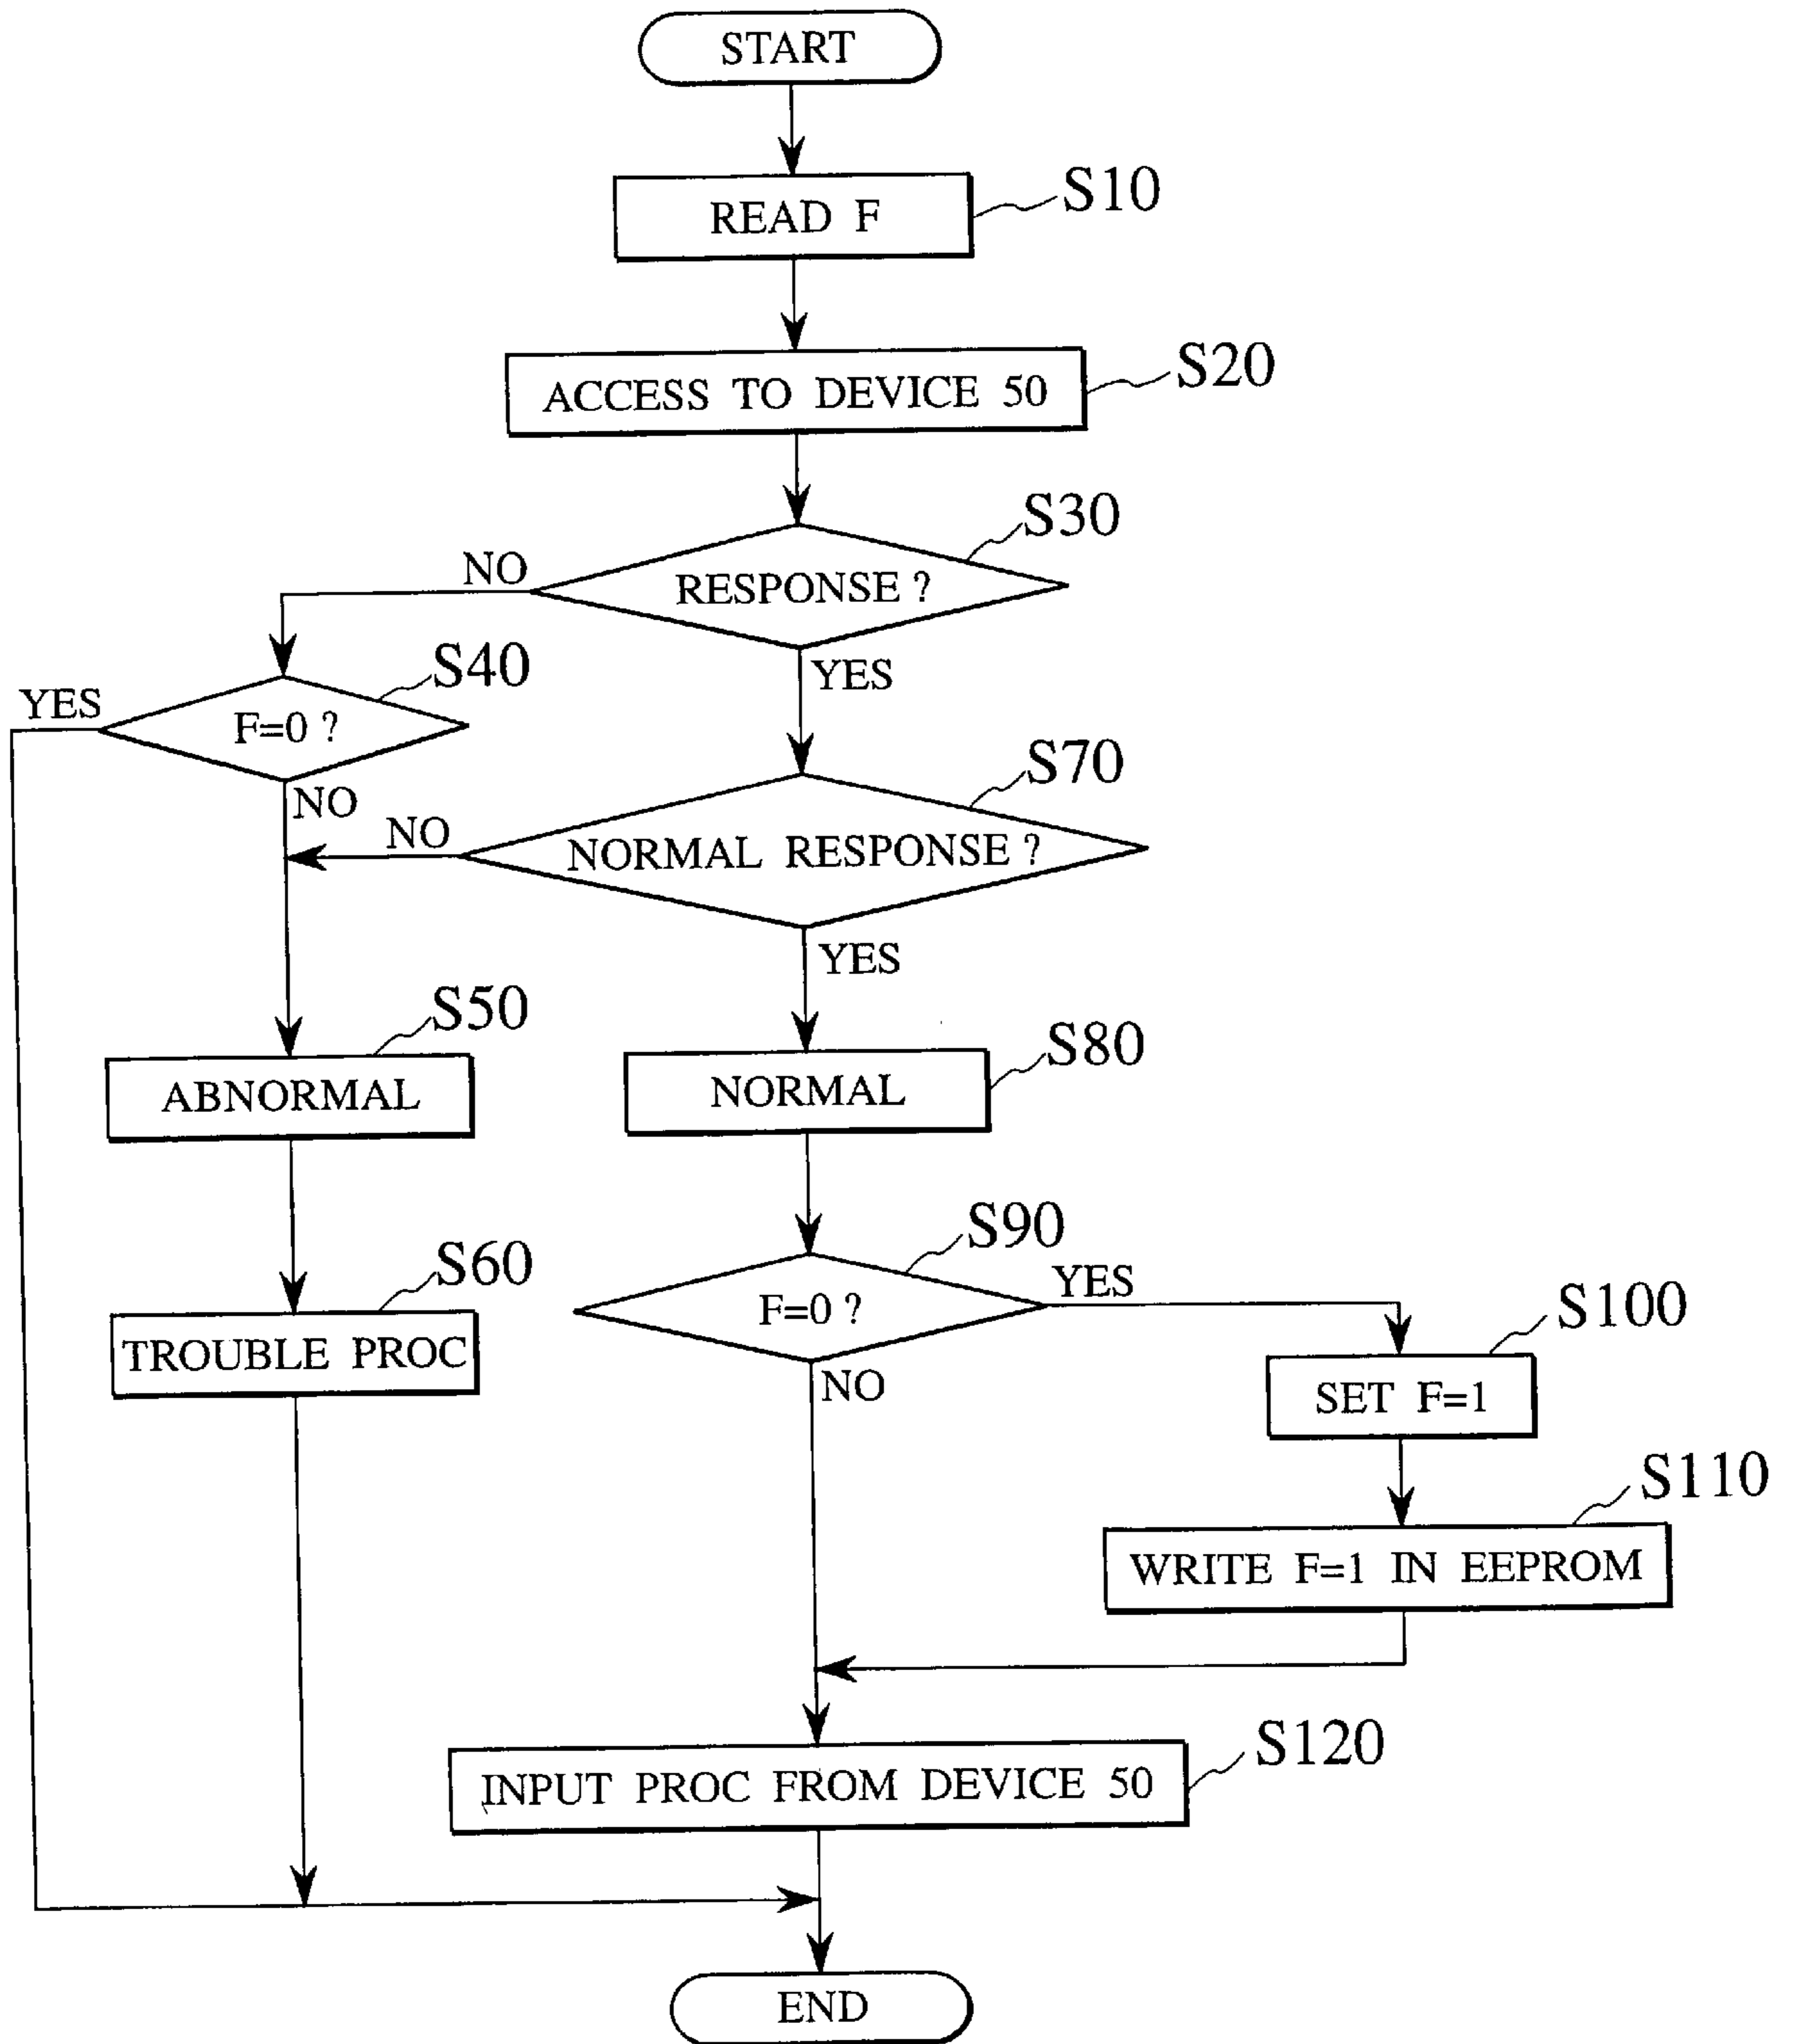 START
READ F
S10
ACCESS TO DEVICE 50
S20
S30
RESPONSE ?
NO
YES
S40
YES
F=0 ?
NO
S70
NORMAL RESPONSE ?
NO
YES
S50
ABNORMAL
S80
NORMAL
S60
TROUBLE PROC
S90
F=0 ?
YES
NO
S100
SET F=1
S110
WRITE F=1 IN EEPROM
S120
INPUT PROC FROM DEVICE 50
END